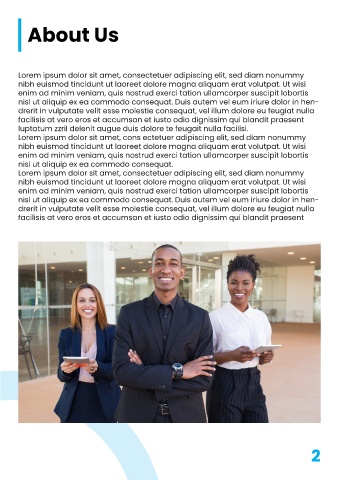 About Us
Lorem ipsum dolor sit amet, consectetuer adipiscing elit, sed diam nonummy
nibh euismod tincidunt ut laoreet dolore magna aliquam erat volutpat. Ut wisi
enim ad minim veniam, quis nostrud exerci tation ullamcorper suscipit lobortis
nisl ut aliquip ex ea commodo consequat. Duis autem vel eum iriure dolor in hen-
drerit in vulputate velit esse molestie consequat, vel illum dolore eu feugiat nulla
facilisis at vero eros et accumsan et iusto odio dignissim qui blandit praesent
luptatum zzril delenit augue duis dolore te feugait nulla facilisi.
Lorem ipsum dolor sit amet, cons ectetuer adipiscing elit, sed diam nonummy
nibh euismod tincidunt ut laoreet dolore magna aliquam erat volutpat. Ut wisi
enim ad minim veniam, quis nostrud exerci tation ullamcorper suscipit lobortis
nisl ut aliquip ex ea commodo consequat.
Lorem ipsum dolor sit amet, consectetuer adipiscing elit, sed diam nonummy
nibh euismod tincidunt ut laoreet dolore magna aliquam erat volutpat. Ut wisi
enim ad minim veniam, quis nostrud exerci tation ullamcorper suscipit lobortis
nisl ut aliquip ex ea commodo consequat. Duis autem vel eum iriure dolor in hen-
drerit in vulputate velit esse molestie consequat, vel illum dolore eu feugiat nulla
facilisis at vero eros et accumsan et iusto odio dignissim qui blandit praesent
2